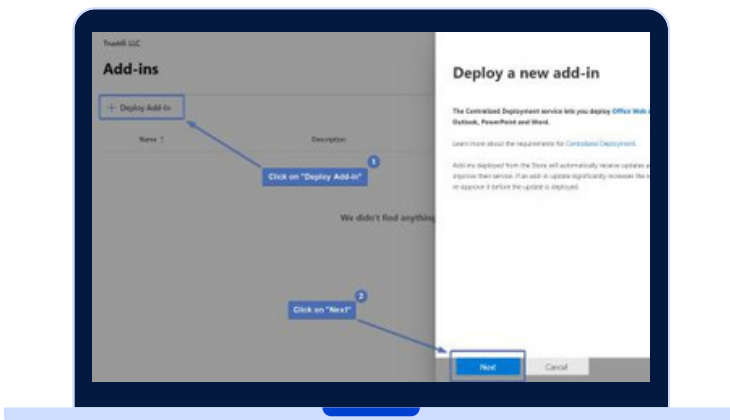 Trustifi LLC
Add-ins
+ Deploy Add-in
Name ↑
Description
1
Click on "Deploy Add-in"
We didn't find anything
2
Click on "Next"
Deploy a new add-in
The Centralized Deployment service lets you deploy Office Web
Outlook, PowerPoint and Word.
Learn more about the requirements for Centralized Deployment.
Add-ins deployed from the Store will automatically receive updates
improve their service. If an add-in update significantly increases the
re-approve it before the update is deployed.
Next
Cancel